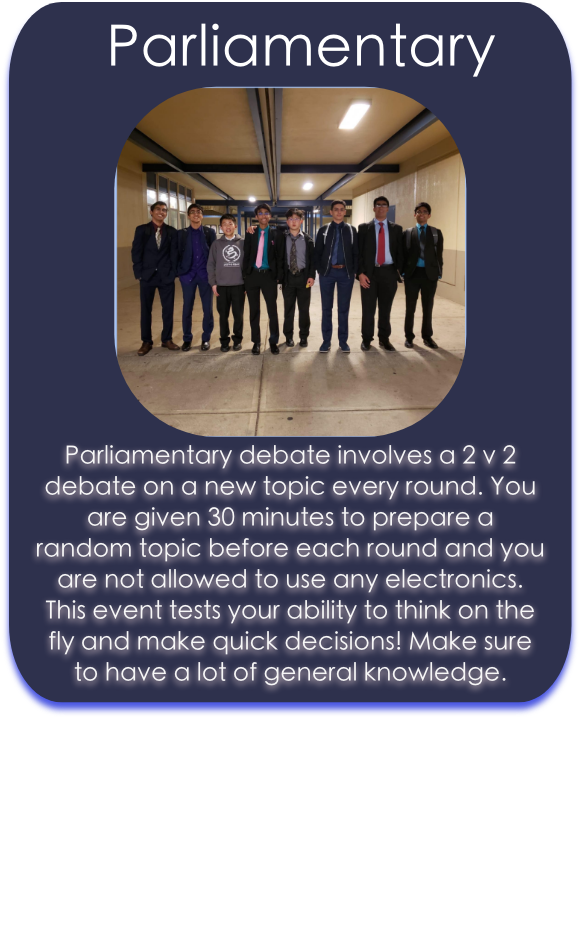 Parliamentary
Parliamentary debate involves a 2 v 2
debate on a new topic every round. You
are given 30 minutes to prepare a
random topic before each round and you
are not allowed to use any electronics.
This event tests your ability to think on the
fly and make quick decisions! Make sure
to have a lot of general knowledge.